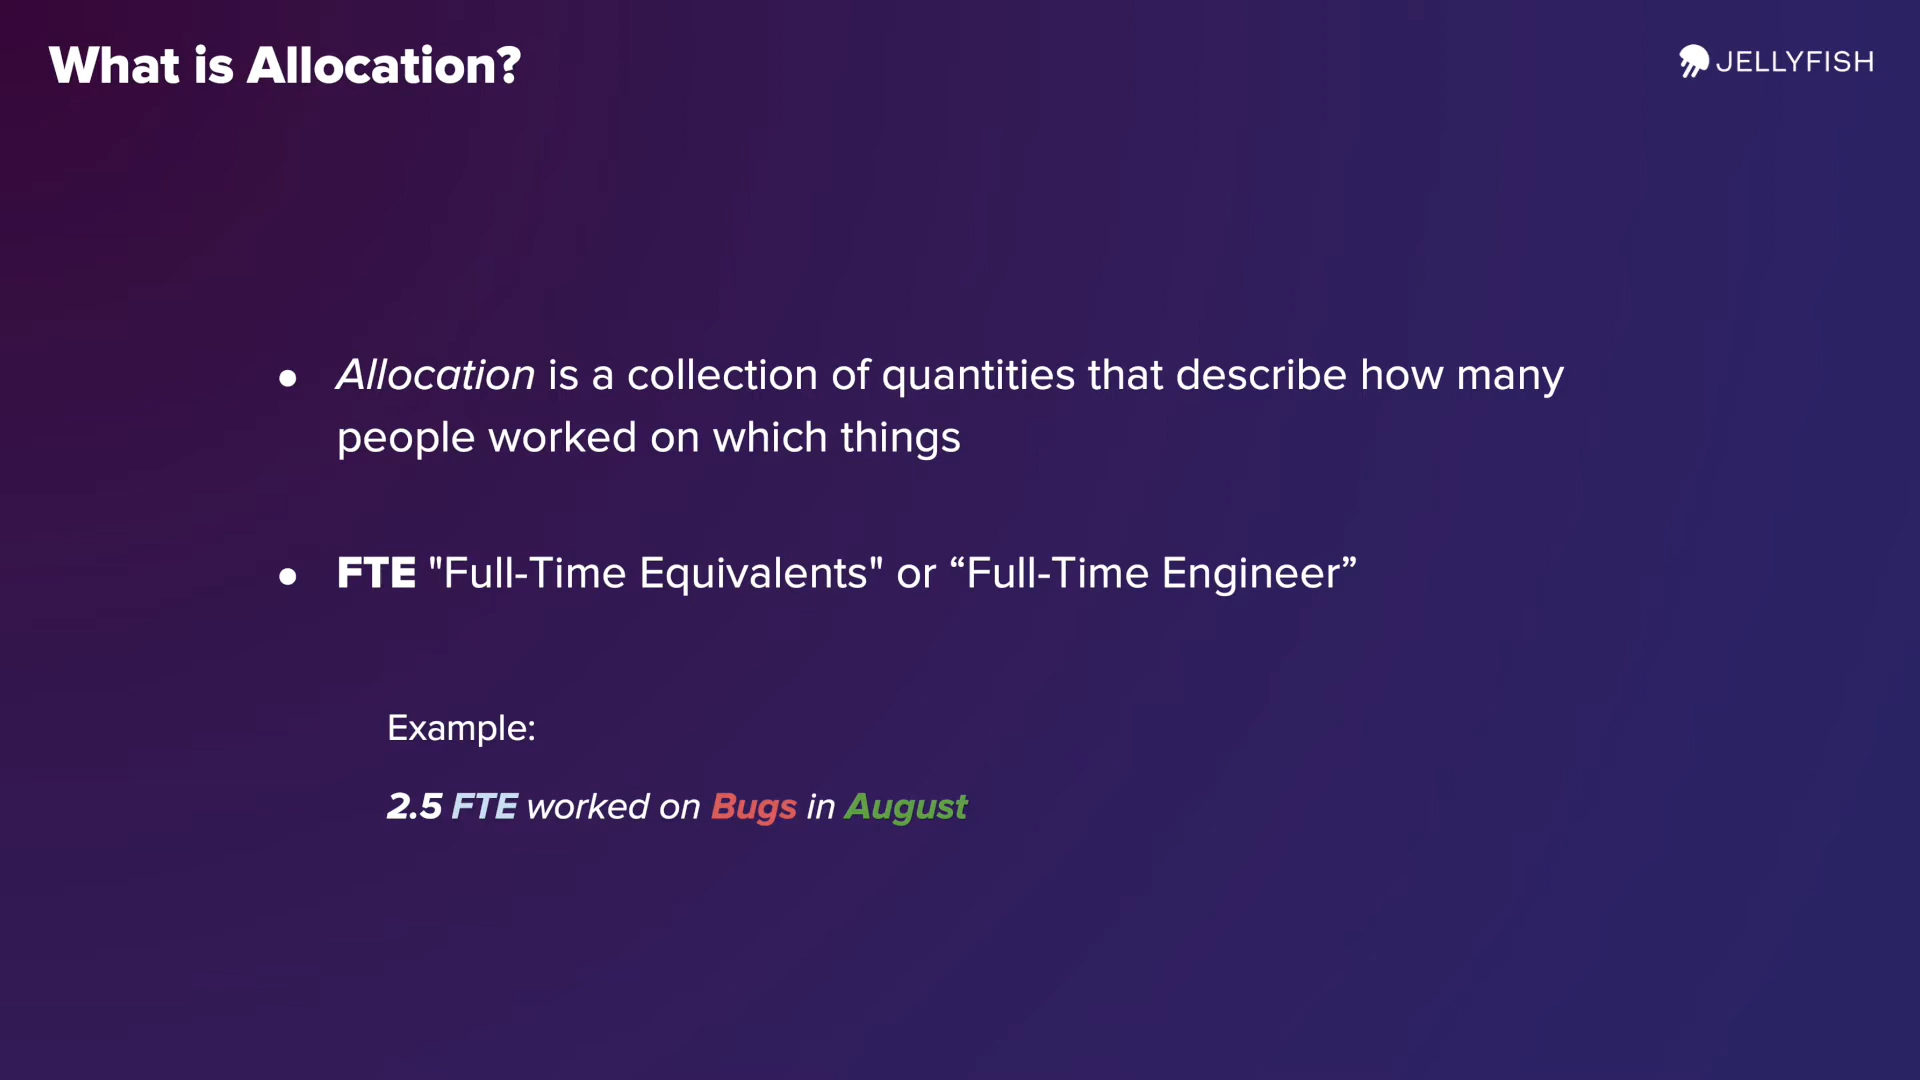 What is Allocation?
JELLYFISH
● Allocation is a collection of quantities that describe how many
people worked on which things
● FTE "Full-Time Equivalents" or “Full-Time Engineer”
Example:
2.5 FTE worked on Bugs in August